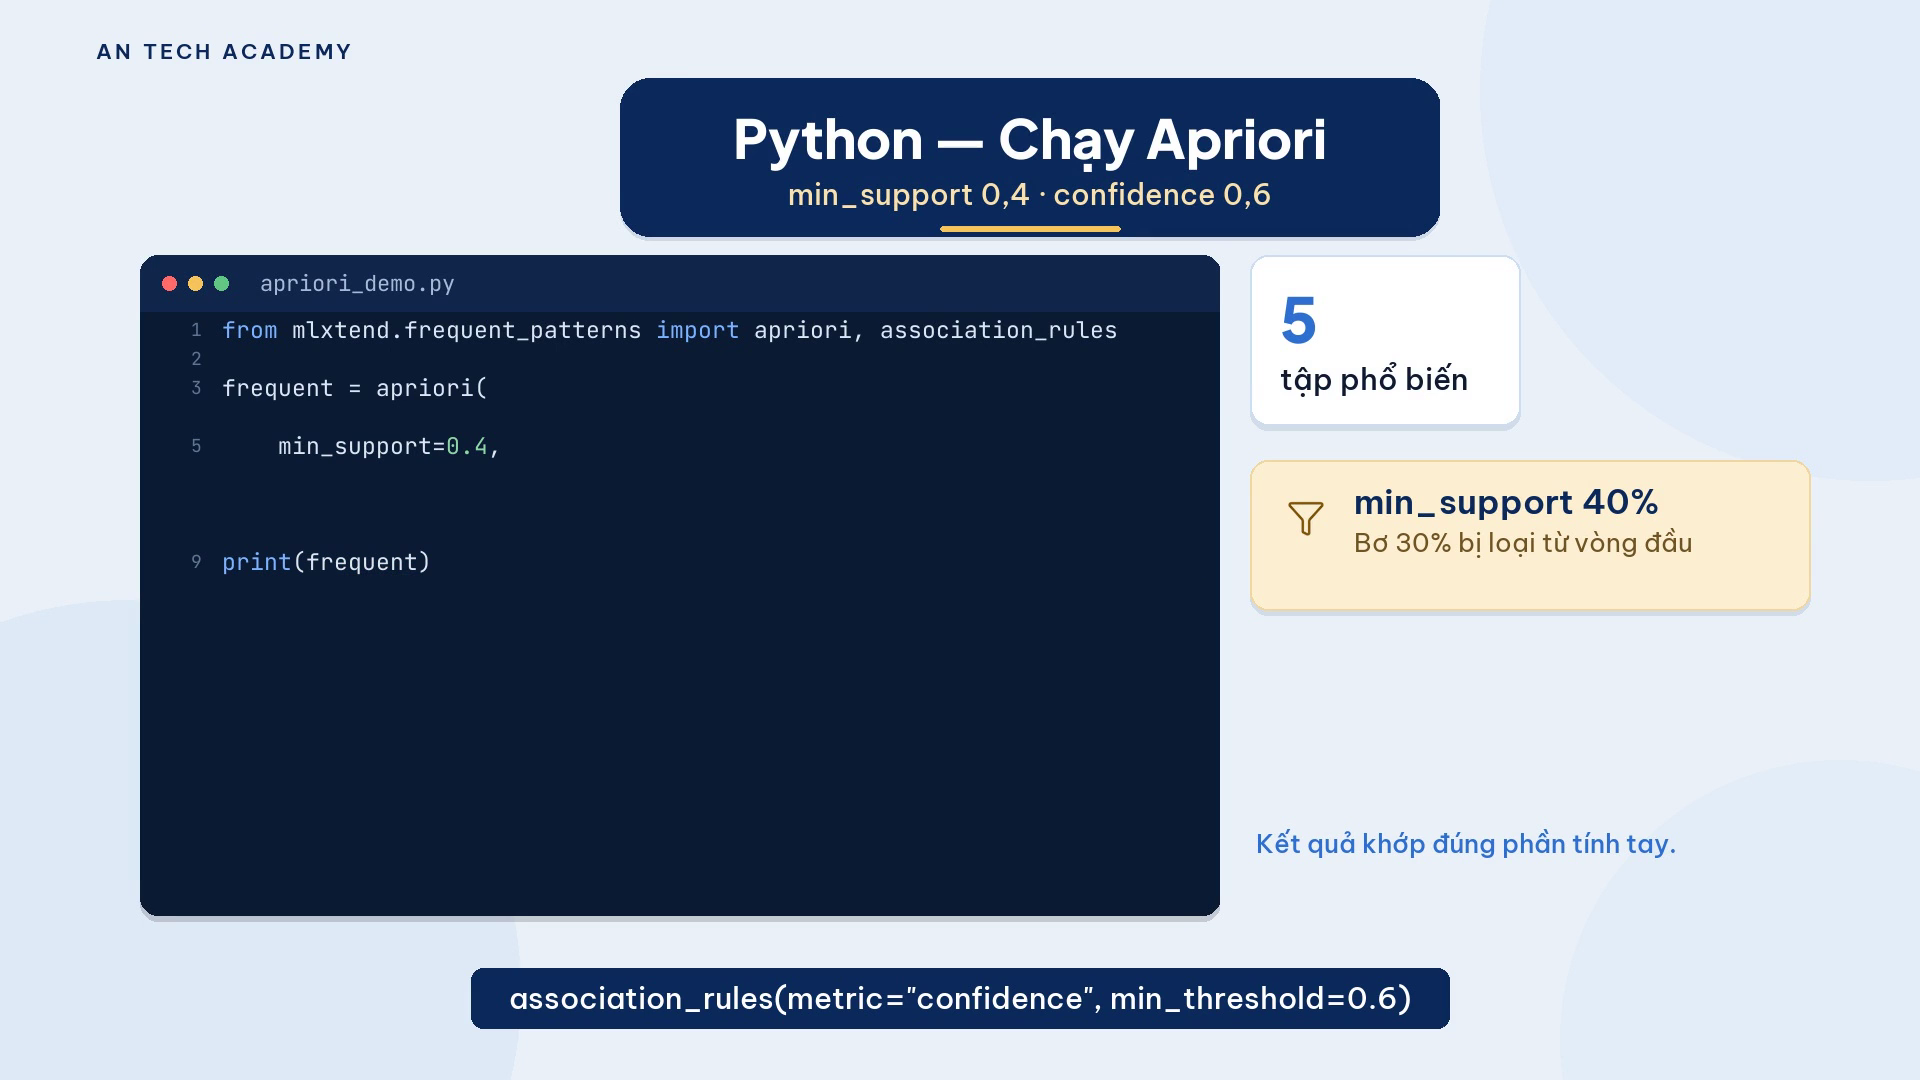 AN TECH ACADEMY
Python — Chạy Apriori
min_support 0,4 · confidence 0,6
apriori_demo.py
1 from mlxtend.frequent_patterns import apriori, association_rules
2
3 frequent = apriori(
5     min_support=0.4,
9 print(frequent)
5
tập phổ biến
min_support 40%
Bơ 30% bị loại từ vòng đầu
Kết quả khớp đúng phần tính tay.
association_rules(metric="confidence", min_threshold=0.6)